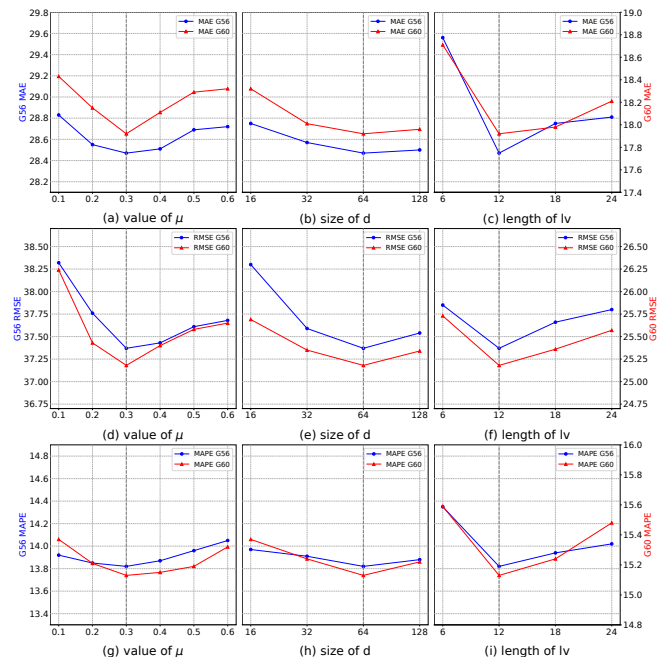 29.8
29.6
29.4
29.2
29.0
28.8
28.6
28.4
28.2
G56 MAE
MAE G56
MAE G60
MAE G56
MAE G60
MAE G56
MAE G60
19.0
18.8
18.6
18.4
18.2
18.0
17.8
17.6
17.4
G60 MAE
0.1 0.2 0.3 0.4 0.5 0.6
16 32 64 128
6 12 18 24
(a) value of μ
(b) size of d
(c) length of lv
38.50
38.25
38.00
37.75
37.50
37.25
37.00
36.75
G56 RMSE
RMSE G56
RMSE G60
RMSE G56
RMSE G60
RMSE G56
RMSE G60
26.50
26.25
26.00
25.75
25.50
25.25
25.00
24.75
G60 RMSE
0.1 0.2 0.3 0.4 0.5 0.6
16 32 64 128
6 12 18 24
(d) value of μ
(e) size of d
(f) length of lv
14.8
14.6
14.4
14.2
14.0
13.8
13.6
13.4
G56 MAPE
MAPE G56
MAPE G60
MAPE G56
MAPE G60
MAPE G56
MAPE G60
16.0
15.8
15.6
15.4
15.2
15.0
14.8
G60 MAPE
0.1 0.2 0.3 0.4 0.5 0.6
16 32 64 128
6 12 18 24
(g) value of μ
(h) size of d
(i) length of lv